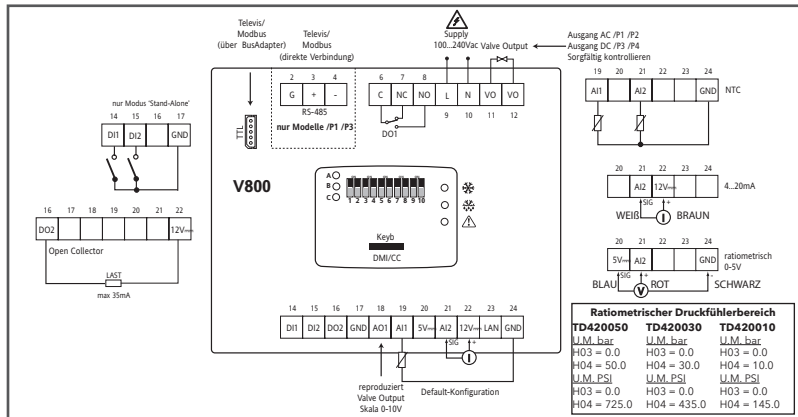 Televis/
Modbus
(über BusAdapter)
Televis/
Modbus
(direkte Verbindung)
Supply
100...240Vac
Valve Output
Ausgang AC /P1 /P2
Ausgang DC /P3 /P4
Sorgfältig kontrollieren
2 3 4
G + -
RS-485
nur Modelle /P1 /P3
TTL
6 7 8
C NC NO L N VO VO
9 10 11 12
DO1
19 20 21 22 23 24
AI1 AI2 GND
NTC
nur Modus 'Stand-Alone'
14 15 16 17
DI1 DI2 GND
V800
A
B
C
1 2 3 4 5 6 7 8 9 10
Keyb
DMI/CC
20 21 22 23 24
AI2 12V
4...20mA
SIG +
WEIß I BRAUN
16 17 18 19 20 21 22
DO2 12V
Open Collector
LAST
max 35mA
20 21 22 23 24
5V AI2 GND
ratiometrisch
0-5V
SIG + -
BLAU V ROT SCHWARZ
14 15 16 17 18 19 20 21 22 23 24
DI1 DI2 DO2 GND AO1 AI1 5V AI2 12V LAN GND
SIG +
I
reproduziert
Valve Output
Skala 0-10V
Default-Konfiguration
Ratiometrischer Druckfühlerbereich
TD420050 TD420030 TD420010
U.M. bar U.M. bar U.M. bar
H03 = 0.0 H03 = 0.0 H03 = 0.0
H04 = 50.0 H04 = 30.0 H04 = 10.0
U.M. PSI U.M. PSI U.M. PSI
H03 = 0.0 H03 = 0.0 H03 = 0.0
H04 = 725.0 H04 = 435.0 H04 = 145.0